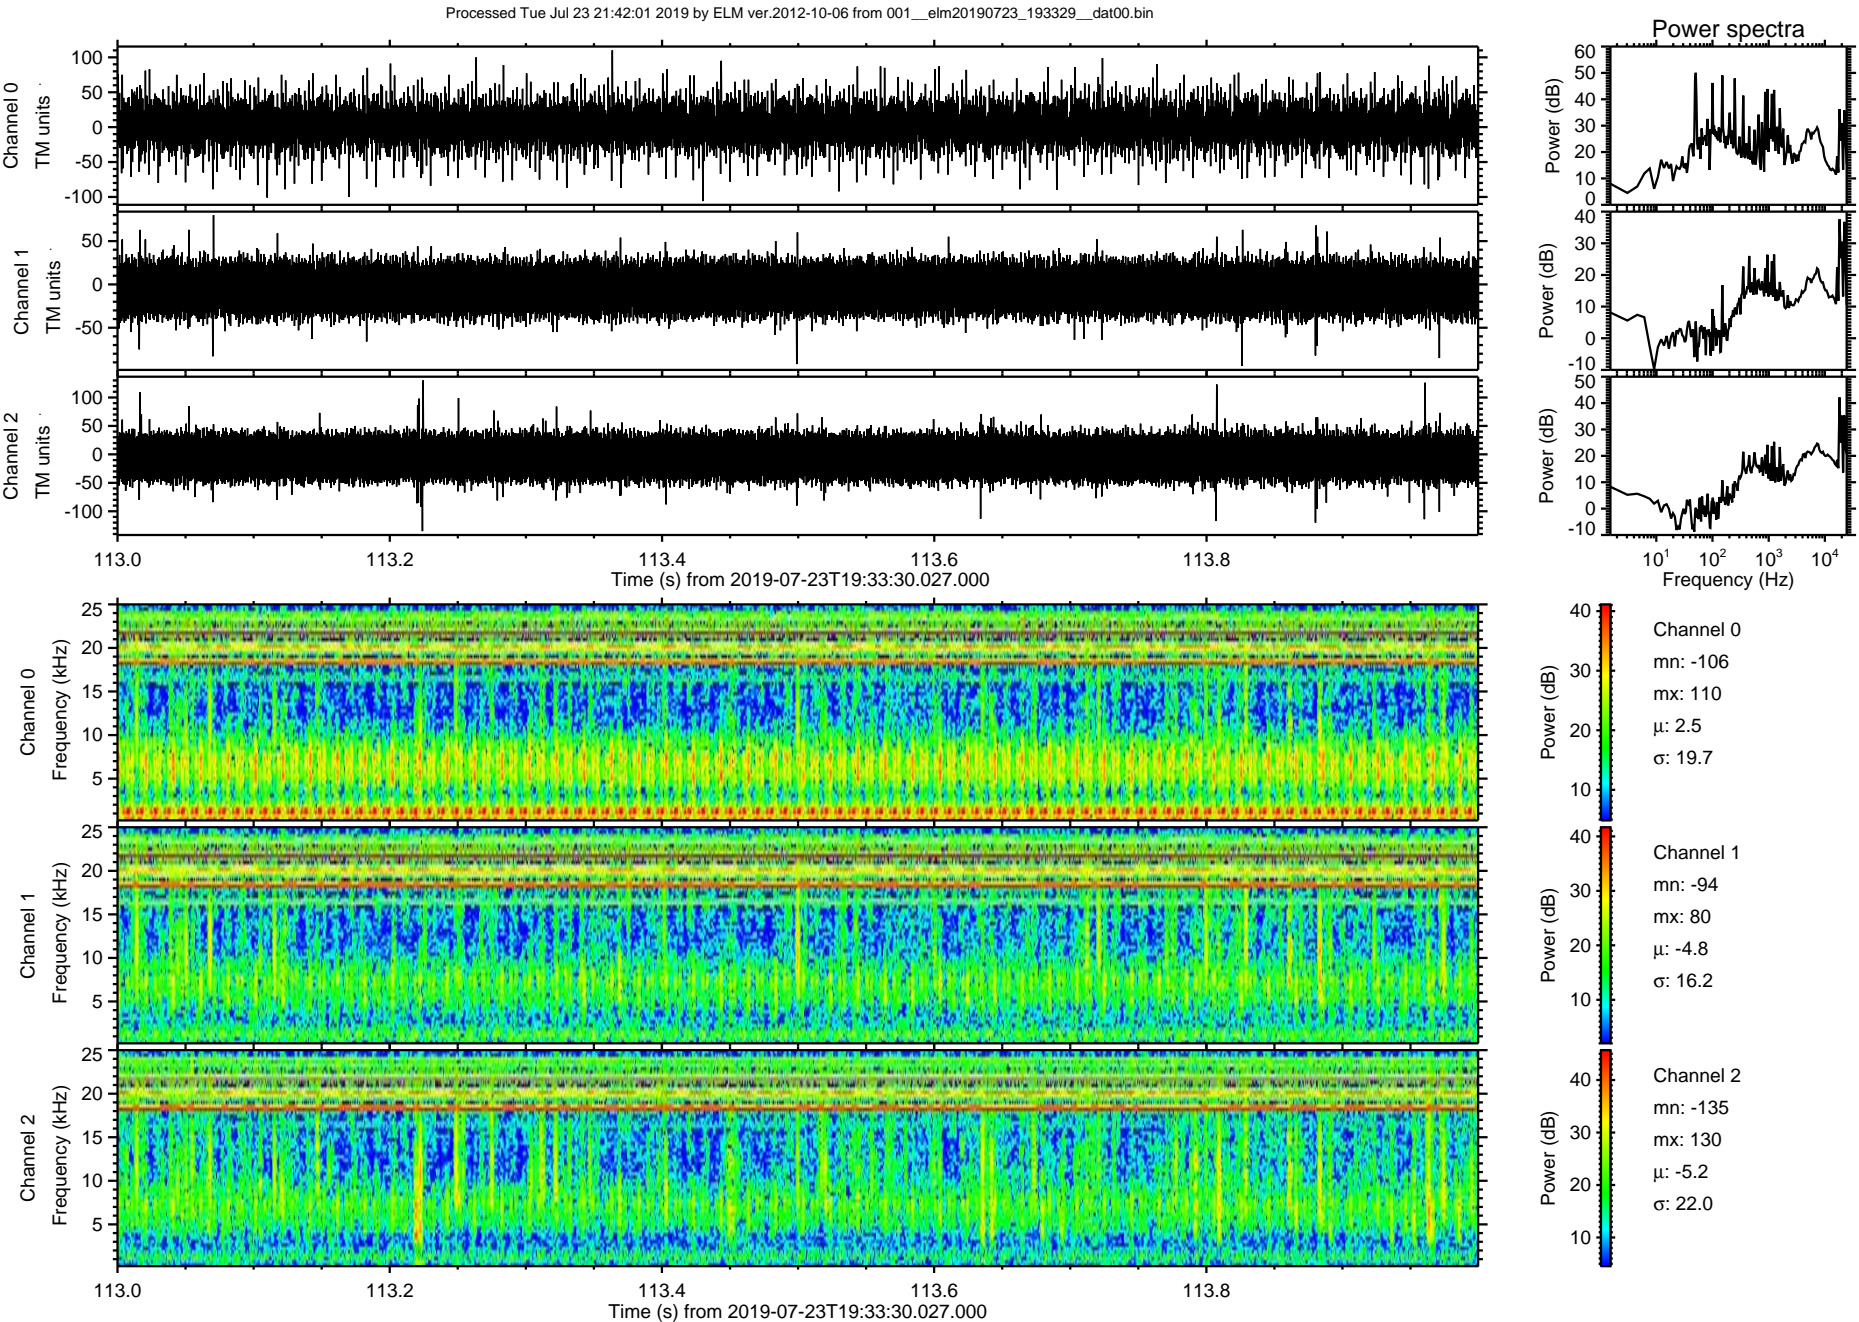 Processed Tue Jul 23 21:42:01 2019 by ELM ver.2012-10-06 from 001__elm20190723_193329__dat00.bin
Power spectra
Channel 0
TM units
100
50
0
-50
-100
Power (dB)
60
50
40
30
20
10
0
Channel 1
TM units
50
0
-50
Power (dB)
40
30
20
10
0
-10
Channel 2
TM units
100
50
0
-50
-100
Power (dB)
50
40
30
20
10
0
-10
113.0 113.2 113.4 113.6 113.8
Time (s) from 2019-07-23T19:33:30.027.000
10¹ 10² 10³ 10⁴
Frequency (Hz)
Channel 0
Frequency (kHz)
25
20
15
10
5
Power (dB)
40
30
20
10
Channel 0
mn: -106
mx: 110
µ: 2.5
σ: 19.7
Channel 1
Frequency (kHz)
25
20
15
10
5
Power (dB)
40
30
20
10
Channel 1
mn: -94
mx: 80
µ: -4.8
σ: 16.2
Channel 2
Frequency (kHz)
25
20
15
10
5
Power (dB)
40
30
20
10
Channel 2
mn: -135
mx: 130
µ: -5.2
σ: 22.0
113.0 113.2 113.4 113.6 113.8
Time (s) from 2019-07-23T19:33:30.027.000